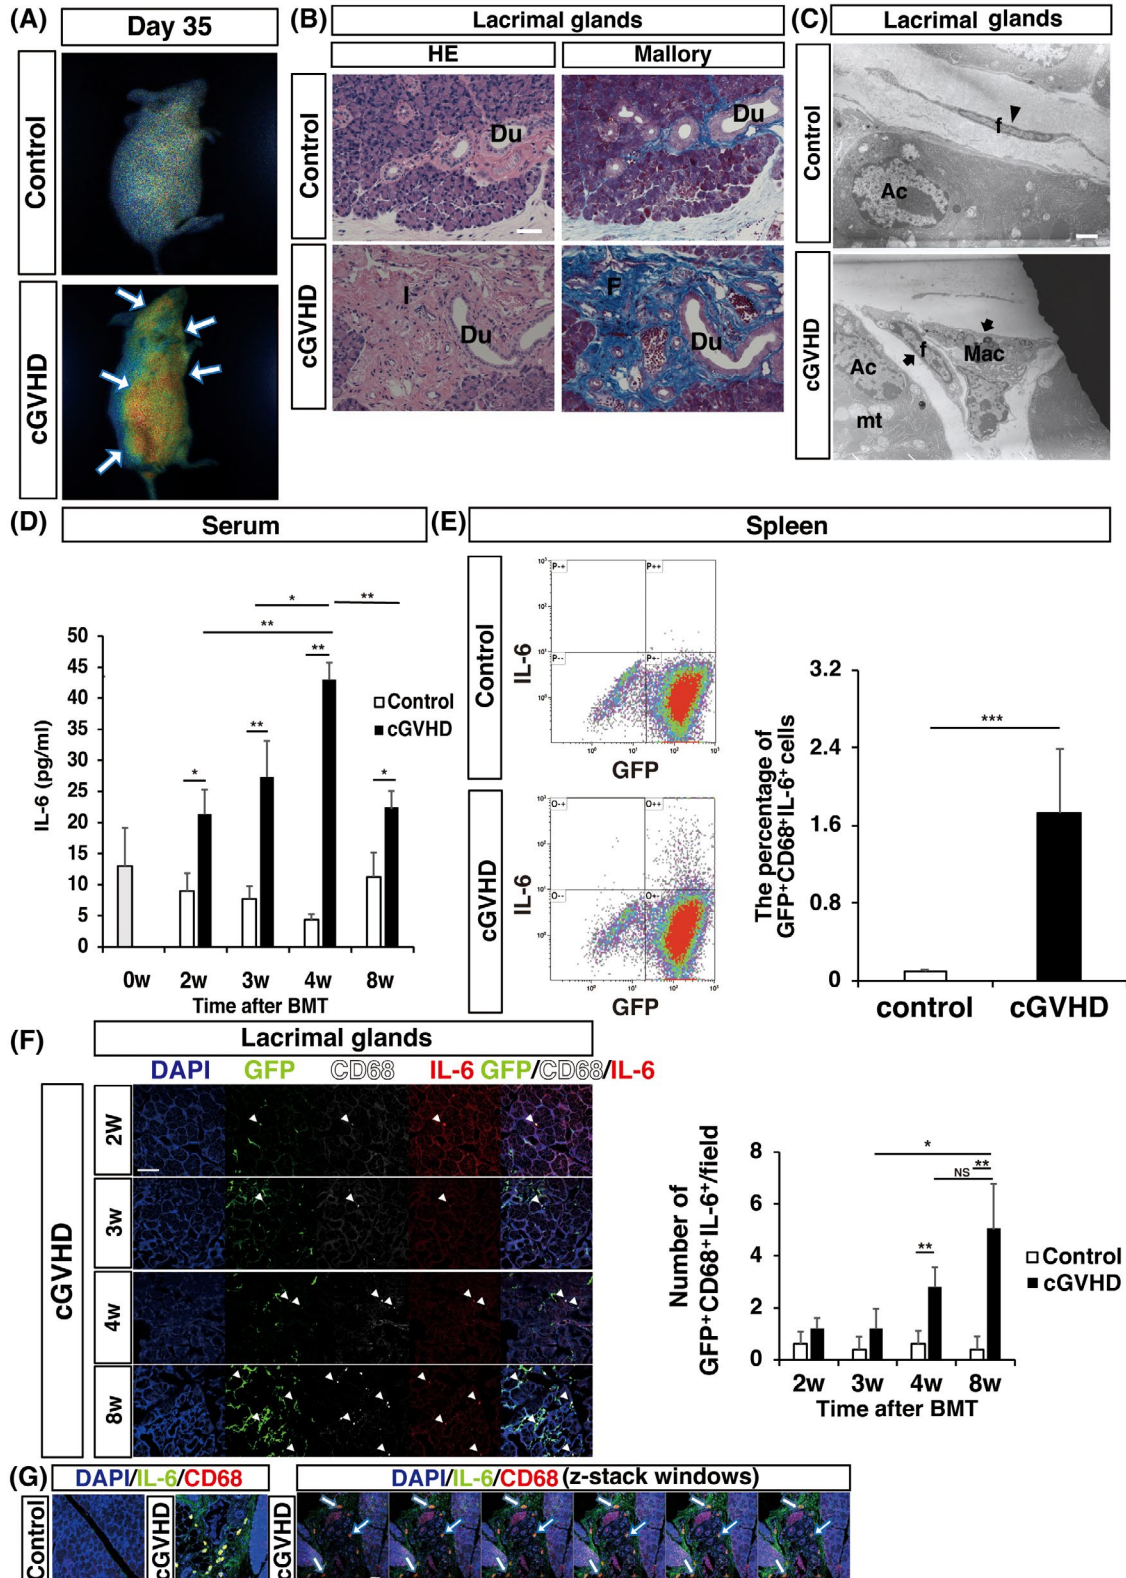 (A)
Day 35
Control
cGVHD
(B)
Lacrimal glands
HE
Mallory
Control
cGVHD
Du
Du
I
Du
F
Du
(C)
Lacrimal glands
Control
cGVHD
f
Ac
f
Mac
Ac
mt
(D)
Serum
* **
**
**
**
* *
50
45
40
35
30
25
20
15
10
5
0
IL-6 (pg/ml)
Control
cGVHD
0w 2w 3w 4w 8w
Time after BMT
(E)
Spleen
Control
cGVHD
P-+ P++
P-- P+-
IL-6
GFP
O-+ O++
O-- O+-
IL-6
GFP
3.2
2.4
1.6
0.8
0
The percentage of
GFP+CD68+IL-6+ cells
***
control cGVHD
(F)
Lacrimal glands
DAPI GFP CD68 IL-6 GFP/CD68/IL-6
cGVHD
2W
3w
4w
8w
8
6
4
2
0
Number of
GFP+CD68+IL-6+/field
*
NS **
**
Control
cGVHD
2w 3w 4w 8w
Time after BMT
(G)
DAPI/IL-6/CD68
DAPI/IL-6/CD68 (z-stack windows)
Control
cGVHD
cGVHD